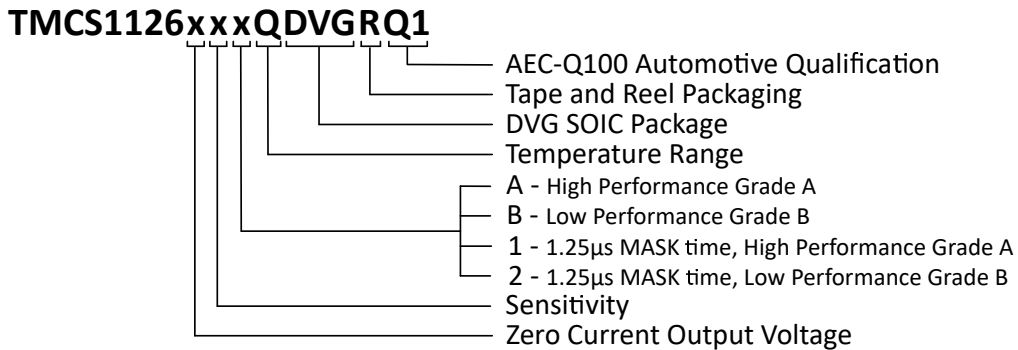 TMCS1126xxxQDVGRQ1
AEC-Q100 Automotive Qualification
Tape and Reel Packaging
DVG SOIC Package
Temperature Range
A - High Performance Grade A
B - Low Performance Grade B
1 - 1.25µs MASK time, High Performance Grade A
2 - 1.25µs MASK time, Low Performance Grade B
Sensitivity
Zero Current Output Voltage